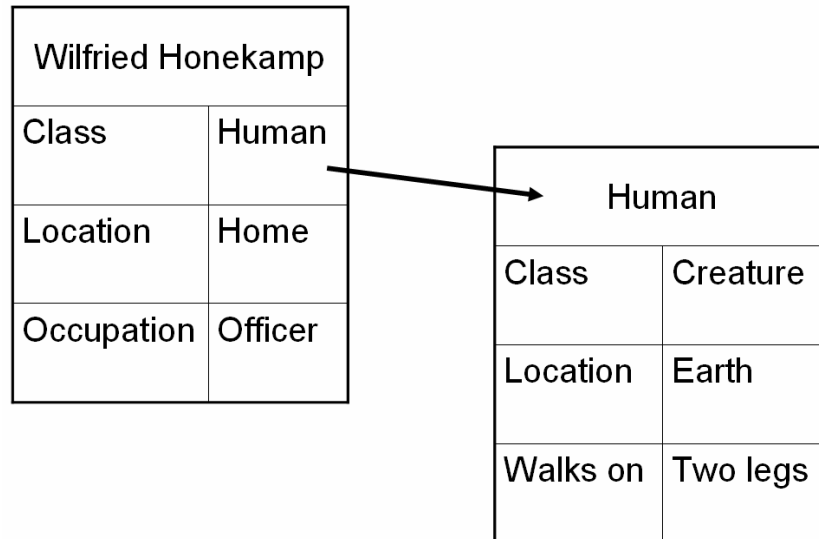 Wilfried Honekamp
Class Human
Location Home
Occupation Officer
Human
Class Creature
Location Earth
Walks on Two legs